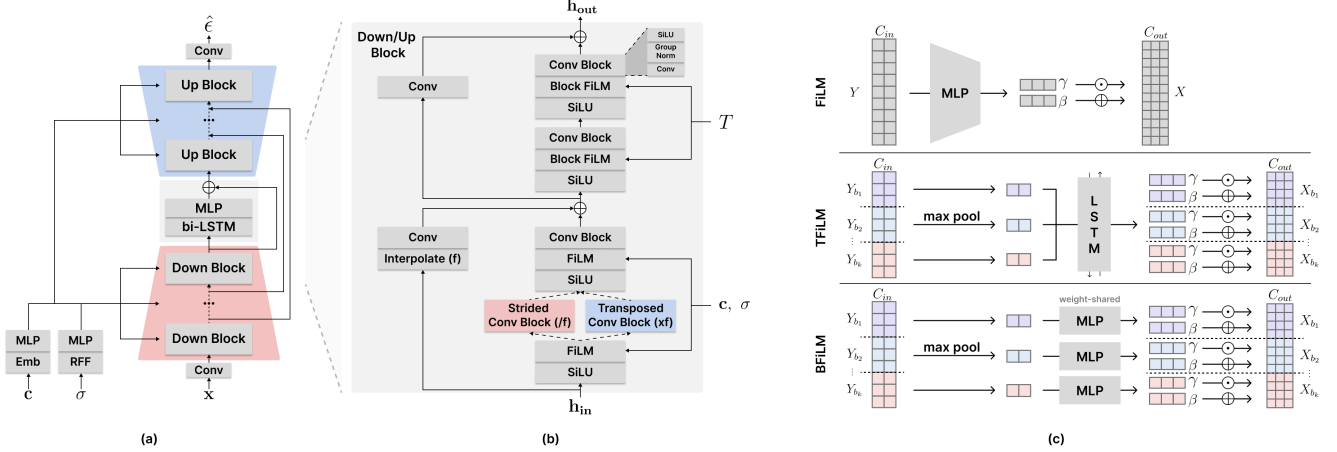 ε̂
Conv
Up Block
...
Up Block
MLP
bi-LSTM
Down Block
...
Down Block
Conv
x
MLP
Emb
c
MLP
RFF
σ
(a)
h_out
Down/Up
Block
SiLU
Group
Norm
Conv
Conv Block
Block FiLM
SiLU
Conv
Conv Block
Block FiLM
SiLU
T
Conv
Interpolate (f)
Conv Block
FiLM
SiLU
Strided
Conv Block (/f)
Transposed
Conv Block (xf)
c, σ
FiLM
SiLU
h_in
(b)
FiLM
C_in
Y
MLP
γ
β
C_out
X
TFiLM
C_in
Y_b1
Y_b2
Y_bk
max pool
LSTM
γ
β
γ
β
γ
β
C_out
X_b1
X_b2
X_bk
BFiLM
C_in
Y_b1
Y_b2
Y_bk
max pool
weight-shared
MLP
MLP
MLP
γ
β
γ
β
γ
β
C_out
X_b1
X_b2
X_bk
(c)